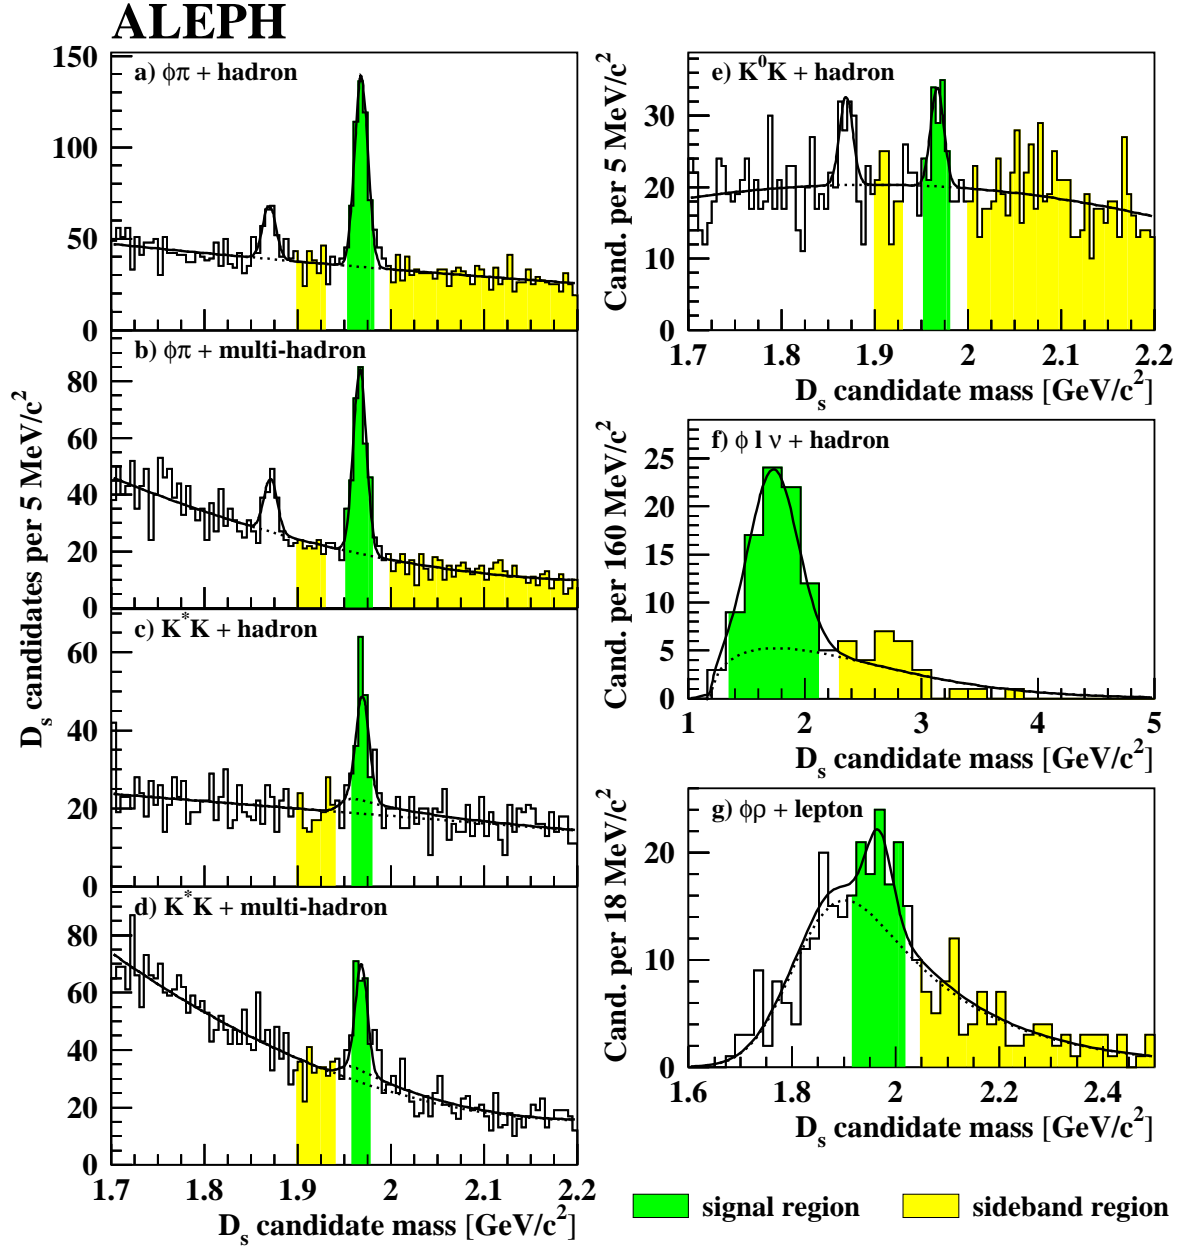 ALEPH
a) ϕπ + hadron
150
100
50
0
b) ϕπ + multi-hadron
80
60
40
20
0
c) K*K + hadron
60
40
20
0
d) K*K + multi-hadron
80
60
40
20
0
1.7 1.8 1.9 2 2.1 2.2
D_s candidate mass [GeV/c²]
D_s candidates per 5 MeV/c²
e) K⁰K + hadron
30
20
10
0
1.7 1.8 1.9 2 2.1 2.2
D_s candidate mass [GeV/c²]
Cand. per 5 MeV/c²
f) ϕ l ν + hadron
25
20
15
10
5
0
1 2 3 4 5
D_s candidate mass [GeV/c²]
Cand. per 160 MeV/c²
g) ϕρ + lepton
20
10
0
1.6 1.8 2 2.2 2.4
D_s candidate mass [GeV/c²]
Cand. per 18 MeV/c²
signal region
sideband region